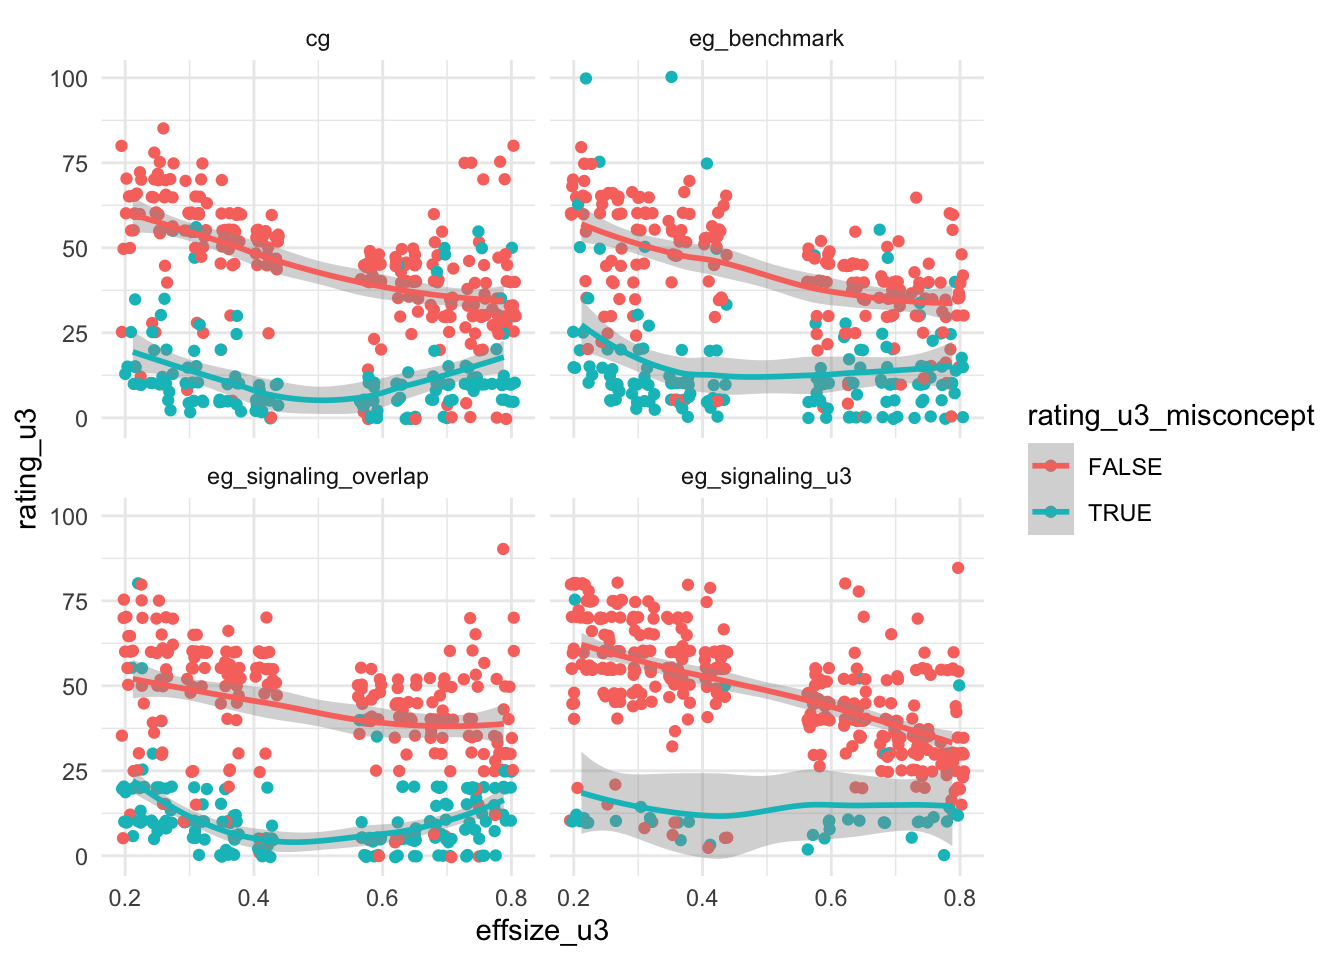 cg
eg_benchmark
100
75
50
25
0
eg_signaling_overlap
eg_signaling_u3
100
75
50
25
0
0.2 0.4 0.6 0.8
0.2 0.4 0.6 0.8
effsize_u3
rating_u3
rating_u3_misconcept
FALSE
TRUE